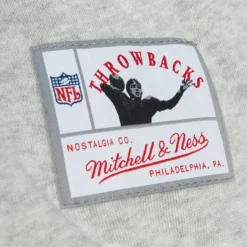 THROWBACKS
NFL
NOSTALGIA CO.
Mitchell & Ness
PHILADELPHIA, PA.